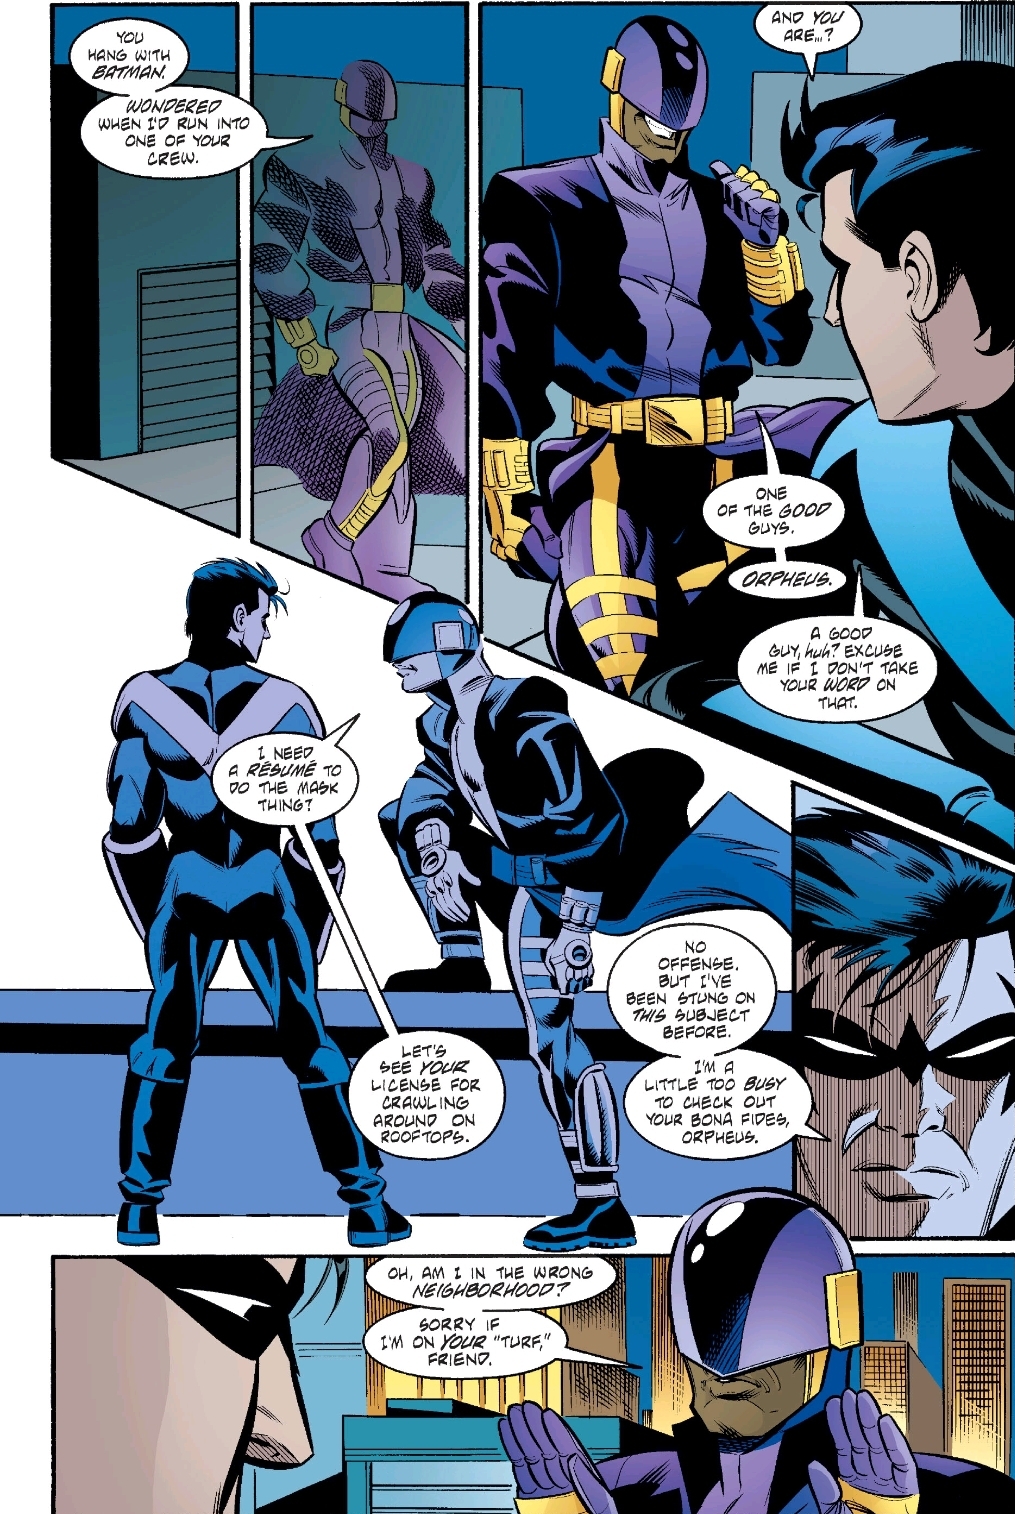 YOU
HANG WITH
BATMAN.
WONDERED
WHEN I'D RUN INTO
ONE OF YOUR
CREW.
AND YOU
ARE...?
ONE
OF THE GOOD
GUYS.
ORPHEUS.
A GOOD
GUY, huh? EXCUSE
ME IF I DON'T TAKE
YOUR WORD ON
THAT.
I NEED
A RÉSUMÉ TO
DO THE MASK
THING?
LET'S
SEE YOUR
LICENSE FOR
CRAWLING
AROUND ON
ROOFTOPS.
NO
OFFENSE.
BUT I'VE
BEEN STUNG ON
THIS SUBJECT
BEFORE.
I'M A
LITTLE TOO BUSY
TO CHECK OUT
YOUR BONA FIDES,
ORPHEUS.
OH, AM I IN THE WRONG
NEIGHBORHOOD?
SORRY IF
I'M ON YOUR "TURF,"
FRIEND.